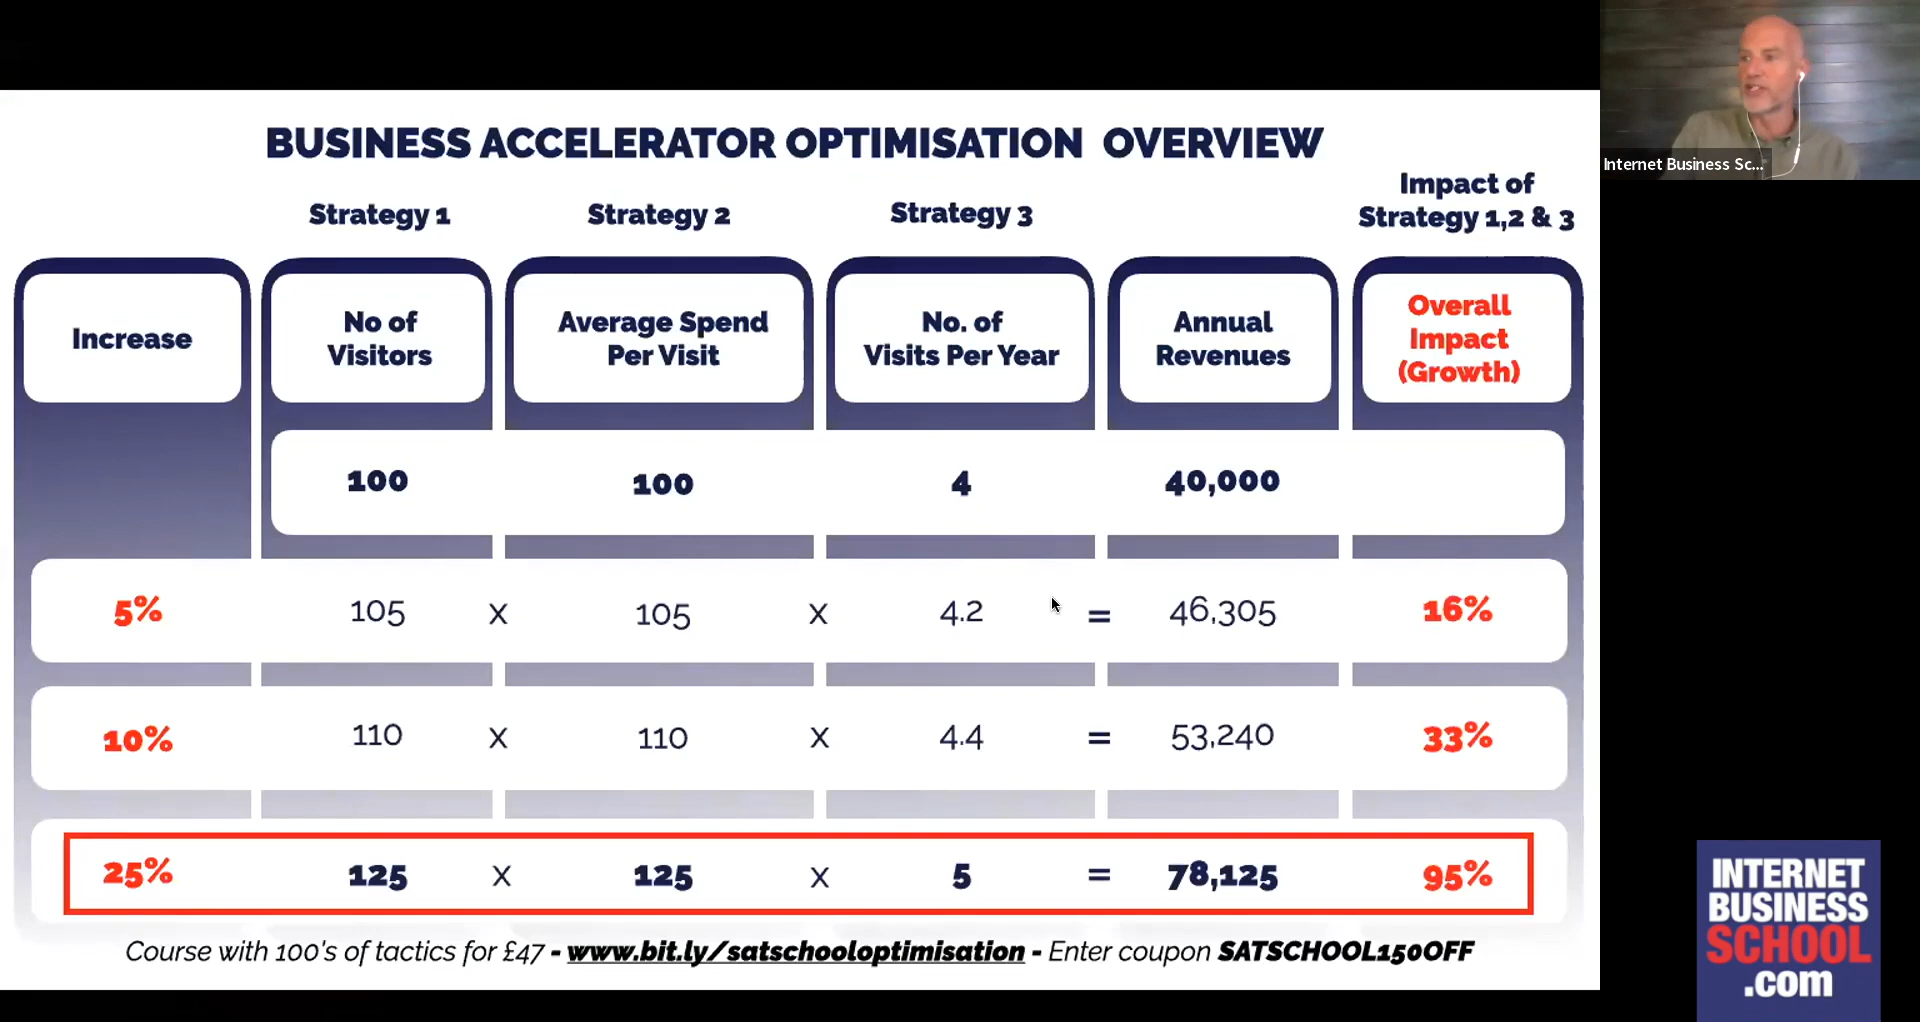 BUSINESS ACCELERATOR OPTIMISATION OVERVIEW
Strategy 1
Strategy 2
Strategy 3
Impact of
Strategy 1,2 & 3
Increase
No of
Visitors
Average Spend
Per Visit
No. of
Visits Per Year
Annual
Revenues
Overall
Impact
(Growth)
100 100 4 40,000
5% 105 X 105 X 4.2 = 46,305 16%
10% 110 X 110 X 4.4 = 53,240 33%
25% 125 X 125 X 5 = 78,125 95%
Course with 100's of tactics for £47 - www.bit.ly/satschooloptimisation - Enter coupon SATSCHOOL150OFF
Internet Business Sc...
INTERNET
BUSINESS
SCHOOL
.com